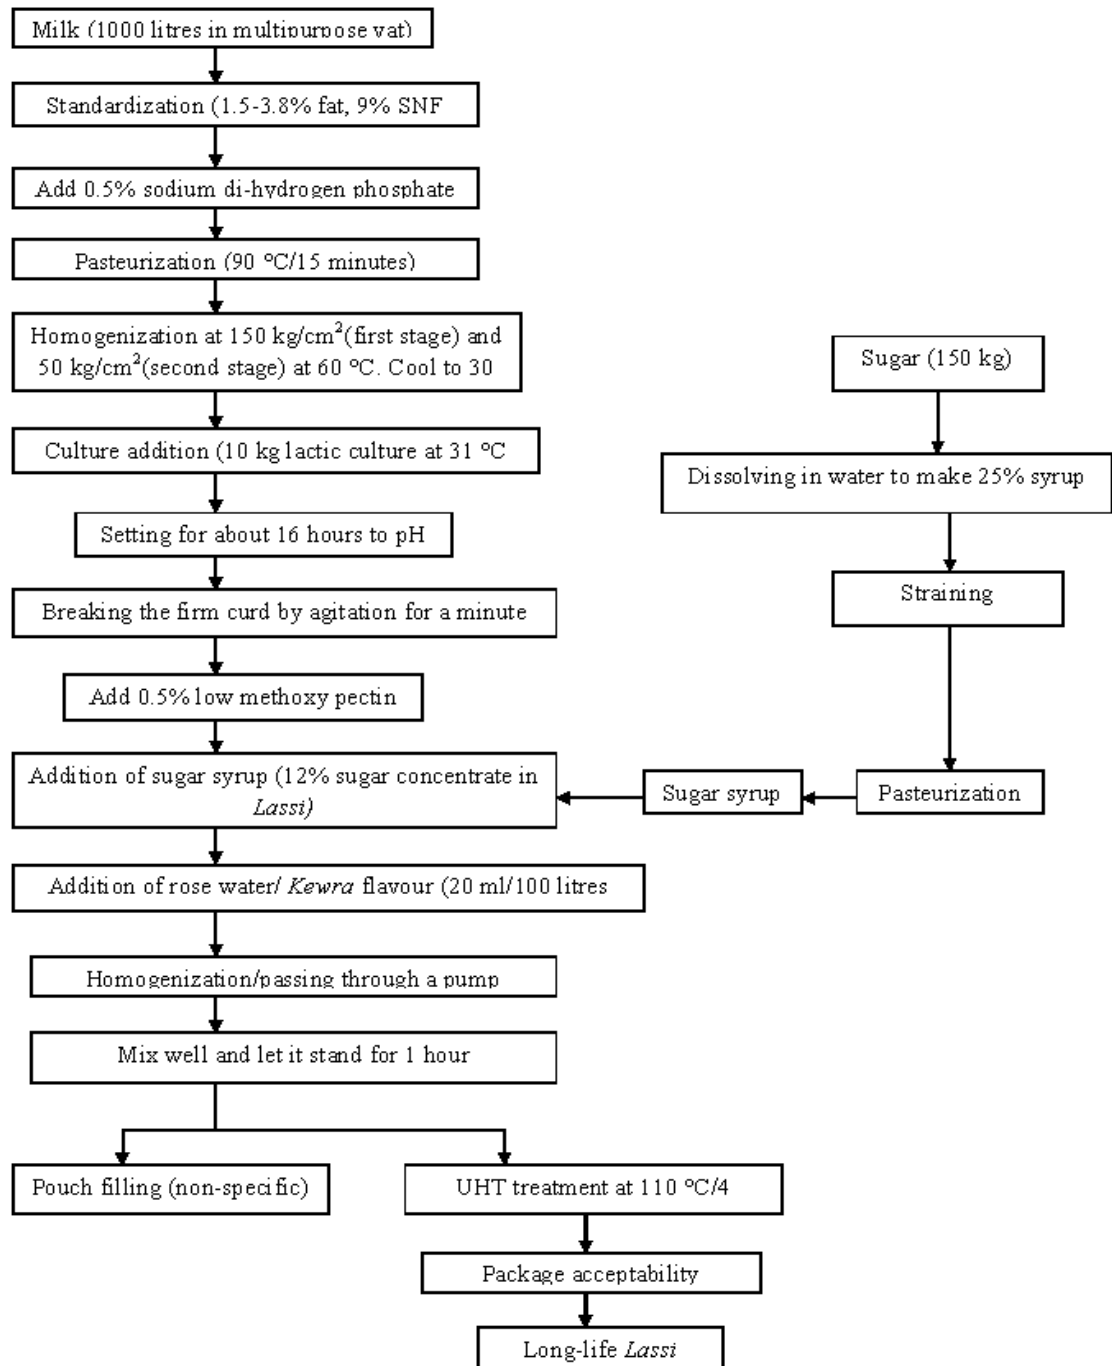 Milk (1000 litres in multipurpose vat)
Standardization (1.5-3.8% fat, 9% SNF
Add 0.5% sodium di-hydrogen phosphate
Pasteurization (90 °C/15 minutes)
Homogenization at 150 kg/cm²(first stage) and
50 kg/cm²(second stage) at 60 °C. Cool to 30
Culture addition (10 kg lactic culture at 31 °C
Setting for about 16 hours to pH
Breaking the firm curd by agitation for a minute
Add 0.5% low methoxy pectin
Addition of sugar syrup (12% sugar concentrate in
Lassi)
Sugar (150 kg)
Dissolving in water to make 25% syrup
Straining
Pasteurization
Sugar syrup
Addition of rose water/ Kewra flavour (20 ml/100 litres
Homogenization/passing through a pump
Mix well and let it stand for 1 hour
Pouch filling (non-specific)
UHT treatment at 110 °C/4
Package acceptability
Long-life Lassi